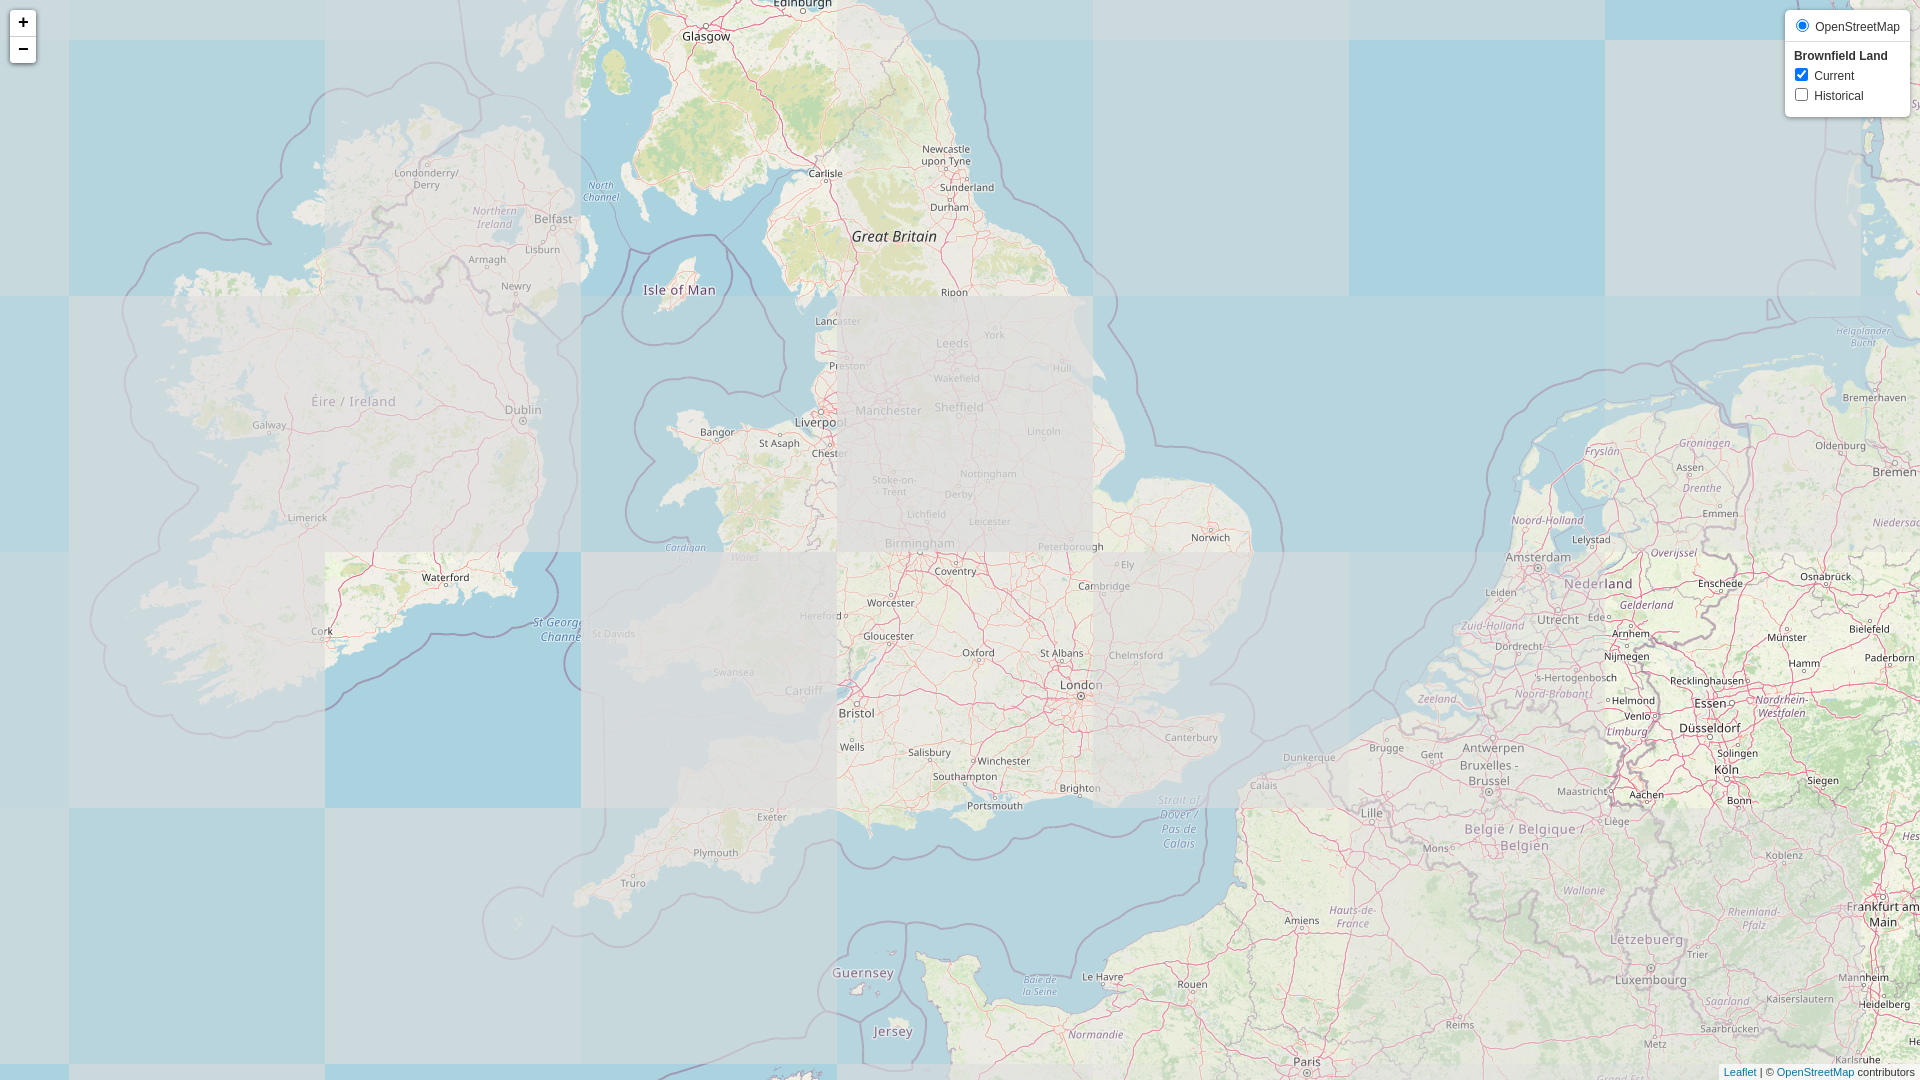 +
−
OpenStreetMap
Brownfield Land
Current
Historical
Edinburgh
Glasgow
Newcastle
upon Tyne
Londonderry/
Derry
Carlisle
Sunderland
North
Channel
Durham
Northern
Ireland
Belfast
Great Britain
Lisburn
Armagh
Newry
Isle of Man
Ripon
Lancaster
York
Helgoländer
Bucht
Leeds
Preston
Hull
Wakefield
Bremerhaven
Éire / Ireland
Dublin
Manchester
Sheffield
Galway
Liverpool
Bangor
Lincoln
St Asaph
Groningen
Oldenburg
Fryslân
Chester
Assen
Bremen
Nottingham
Stoke-on-
Trent
Derby
Drenthe
Limerick
Lichfield
Leicester
Emmen
Noord-Holland
Niedersac
Norwich
Lelystad
Birmingham
Peterborough
Cardigan
Wales
Overijssel
Amsterdam
Ely
Coventry
Waterford
Osnabrück
Enschede
Nederland
Cambridge
Leiden
Worcester
Gelderland
Hereford
St George
Channe
St Davids
Cork
Gloucester
Utrecht
Ede
Zuid-Holland
Arnhem
Münster
Bielefeld
Dordrecht
Nijmegen
Oxford
St Albans
Chelmsford
Paderborn
Hamm
Swansea
's-Hertogenbosch
Recklinghausen
London
Cardiff
Noord-Brabant
Zeeland
Helmond
Essen
Nordrhein-
Westfalen
Bristol
Venlo
Düsseldorf
Limburg
Canterbury
Wells
Salisbury
Brugge
Gent
Antwerpen
Solingen
Winchester
Dunkerque
Bruxelles -
Brussel
Köln
Southampton
Calais
Siegen
Brighton
Maastricht
Aachen
Bonn
Portsmouth
Strait of
Dover /
Pas de
Calais
Exeter
Lille
Liège
België / Belgique /
Belgien
Mons
Plymouth
Koblenz
Truro
Wallonie
Hauts-de-
France
Amiens
Rheinland-
Pfalz
Frankfurt am
Main
Lëtzebuerg
Trier
Guernsey
Le Havre
Baie de
la Seine
Rouen
Luxembourg
Mannheim
Kaiserslautern
Saarland
Heidelberg
Jersey
Normandie
Reims
Saarbrücken
Metz
Paris
Karlsruhe
Grand Est
Leaflet | © OpenStreetMap contributors